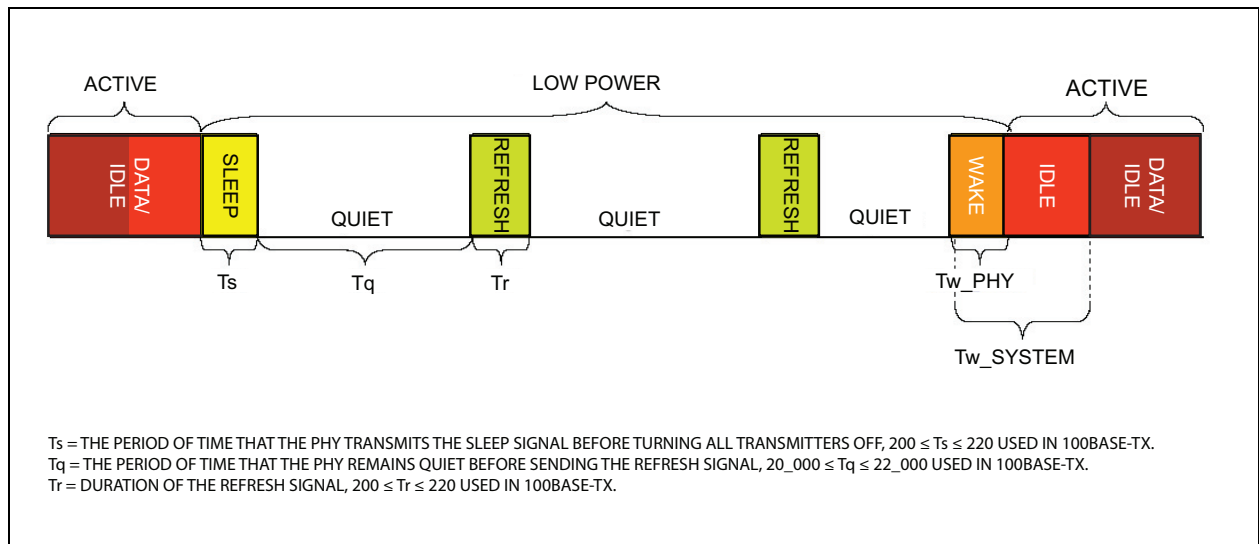 ACTIVE
LOW POWER
ACTIVE
DATA/
IDLE
SLEEP
QUIET
REFRESH
QUIET
REFRESH
QUIET
WAKE
IDLE
DATA/
IDLE
Ts
Tq
Tr
Tw_PHY
Tw_SYSTEM
Ts = THE PERIOD OF TIME THAT THE PHY TRANSMITS THE SLEEP SIGNAL BEFORE TURNING ALL TRANSMITTERS OFF, 200 ≤ Ts ≤ 220 USED IN 100BASE-TX.
Tq = THE PERIOD OF TIME THAT THE PHY REMAINS QUIET BEFORE SENDING THE REFRESH SIGNAL, 20_000 ≤ Tq ≤ 22_000 USED IN 100BASE-TX.
Tr = DURATION OF THE REFRESH SIGNAL, 200 ≤ Tr ≤ 220 USED IN 100BASE-TX.